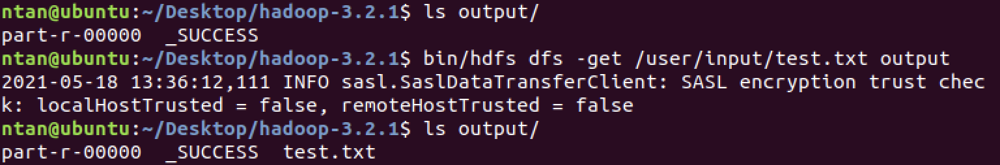 ntan@ubuntu:~/Desktop/hadoop-3.2.1$ ls output/
part-r-00000  _SUCCESS
ntan@ubuntu:~/Desktop/hadoop-3.2.1$ bin/hdfs dfs -get /user/input/test.txt output
2021-05-18 13:36:12,111 INFO sasl.SaslDataTransferClient: SASL encryption trust chec
k: localHostTrusted = false, remoteHostTrusted = false
ntan@ubuntu:~/Desktop/hadoop-3.2.1$ ls output/
part-r-00000  _SUCCESS  test.txt